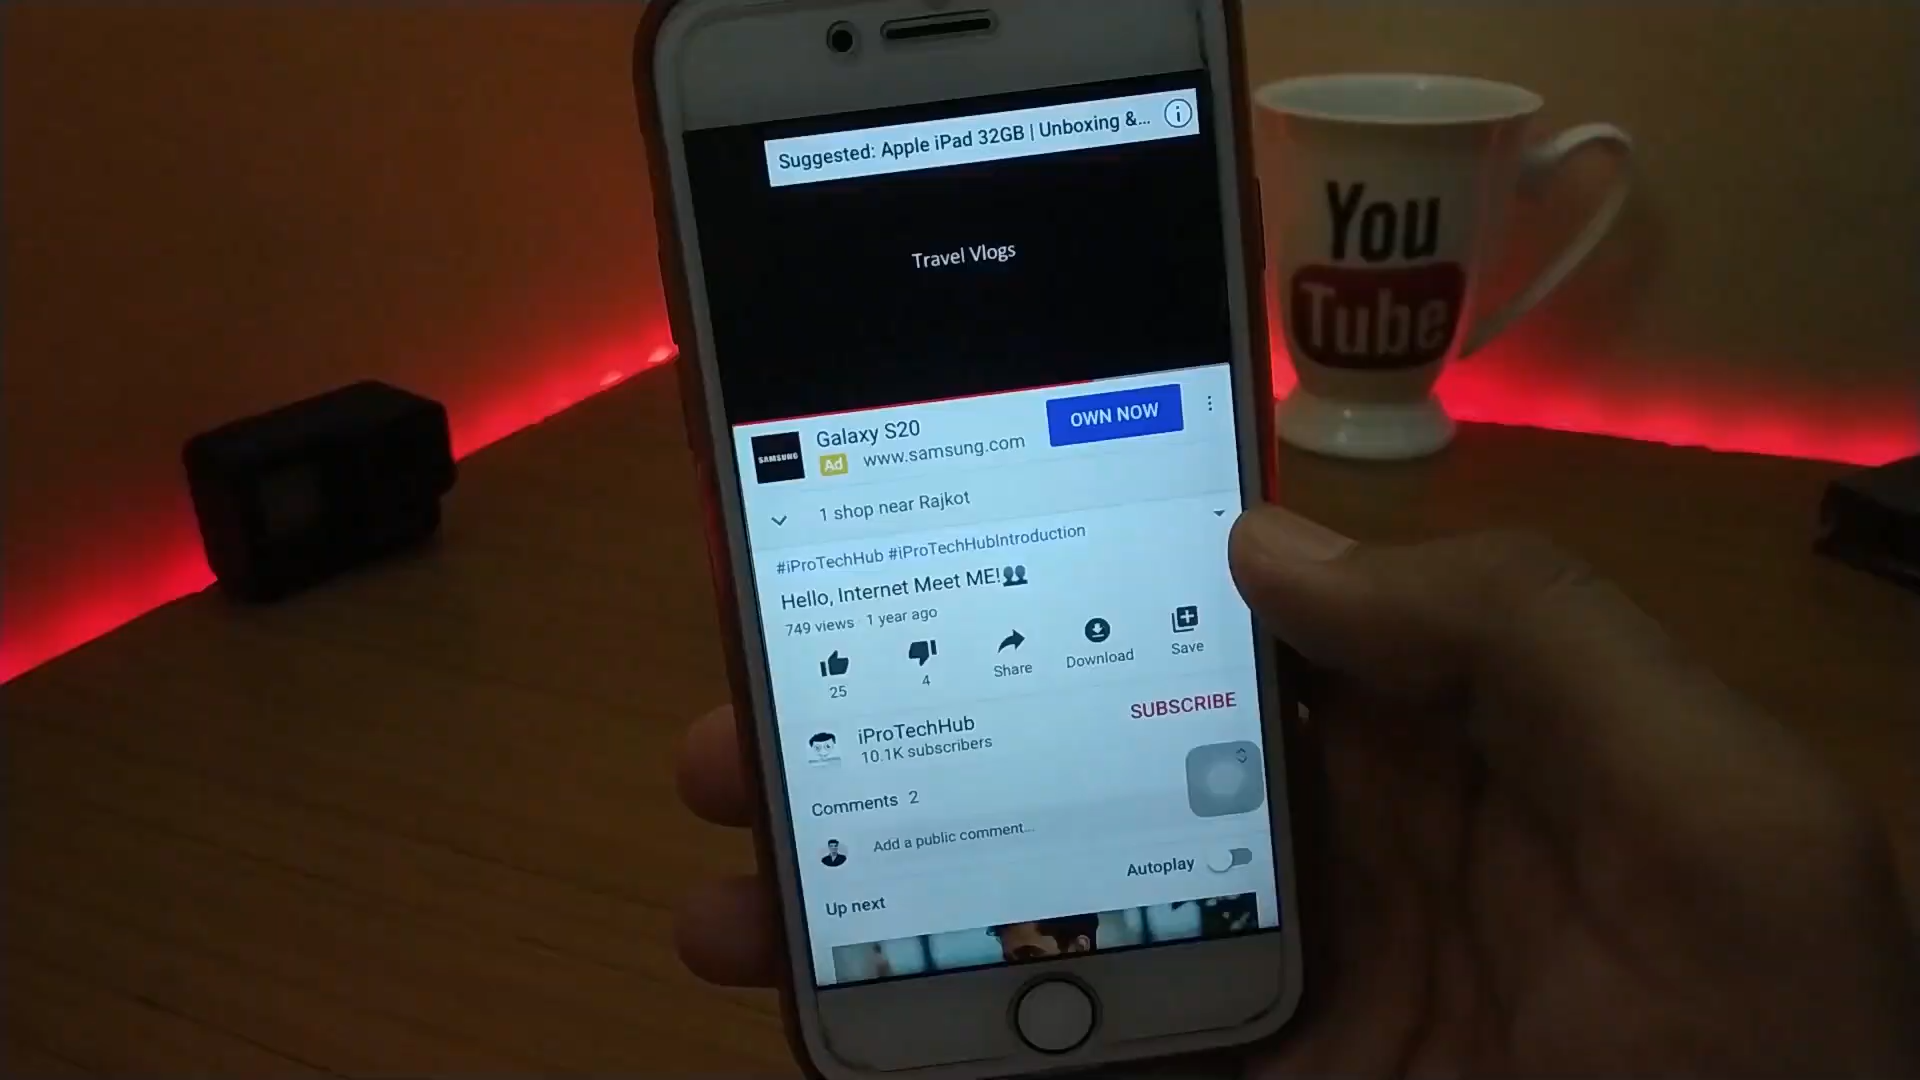 Suggested: Apple iPad 32GB | Unboxing &...
Travel Vlogs
SAMSUNG
Galaxy S20
Ad www.samsung.com
OWN NOW
1 shop near Rajkot
#iProTechHub #iProTechHubIntroduction
Hello, Internet Meet ME!👥
749 views · 1 year ago
25
4
Share
Download
Save
iProTechHub
10.1K subscribers
SUBSCRIBE
Comments 2
Add a public comment...
Autoplay
Up next
You
Tube